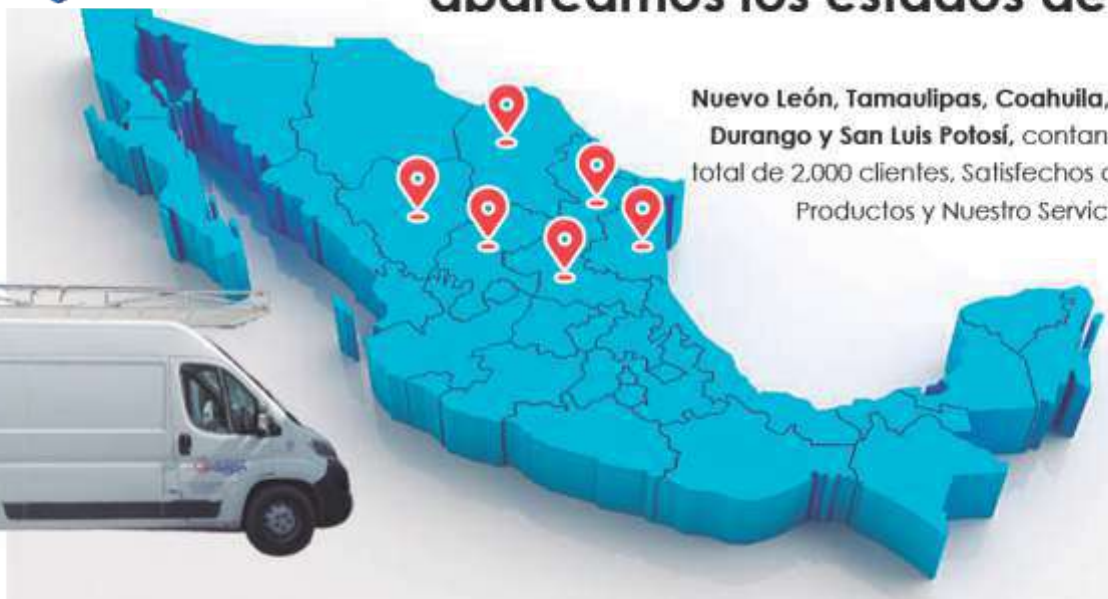 abarcamos los estados de
Nuevo León, Tamaulipas, Coahuila,
Durango y San Luis Potosí, contan
total de 2,000 clientes, Satisfechos
Productos y Nuestro Servic